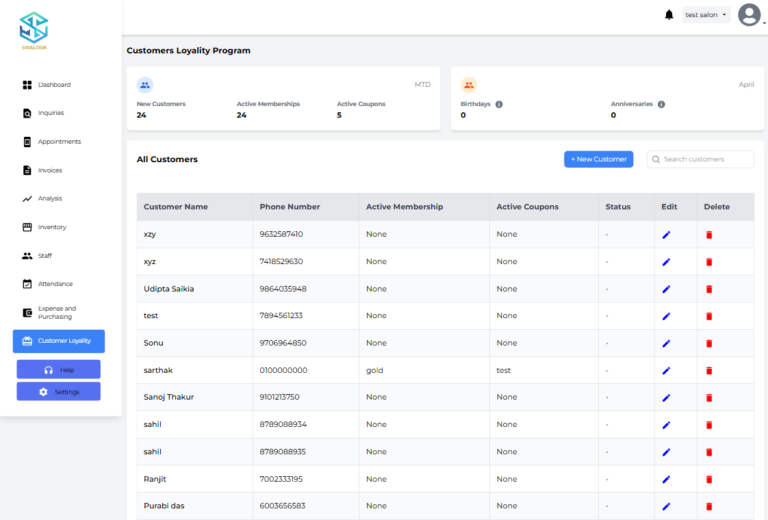 test salon
SWALOOK
Customers Loyality Program
Dashboard
Inquiries
Appointments
Invoices
Analysis
Inventory
Staff
Attendance
Expense and
Purchasing
Customer Loyality
Help
Settings
MTD
New Customers Active Memberships Active Coupons
24 24 5
April
Birthdays Anniversaries
0 0
All Customers + New Customer Search customers
Customer Name Phone Number Active Membership Active Coupons Status Edit Delete
xzy 9632587410 None None -
xyz 7418529630 None None -
Udipta Saikia 9864035948 None None -
test 7894561233 None None -
Sonu 9706964850 None None -
sarthak 0100000000 gold test -
Sanoj Thakur 9101213750 None None -
sahil 8789088934 None None -
sahil 8789088935 None None -
Ranjit 7002333195 None None -
Purabi das 6003656583 None None -